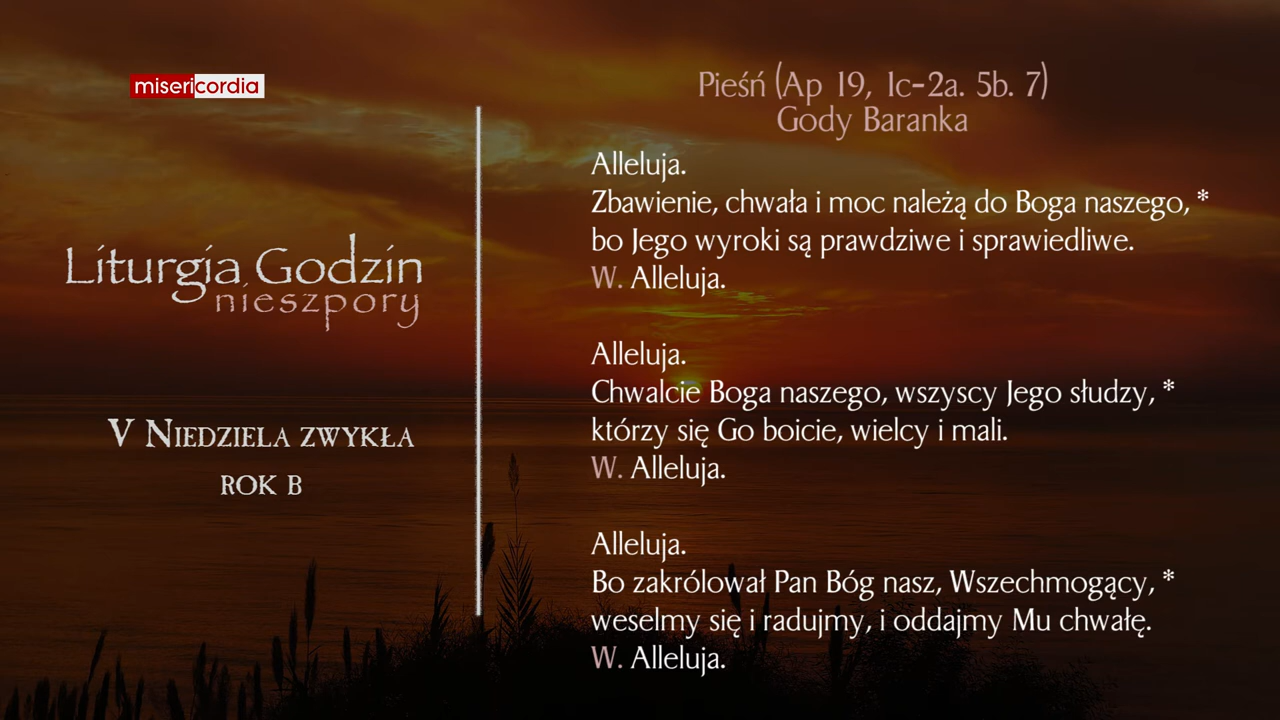 misericordia
Liturgia Godzin
nieszpory
V Niedziela zwykła
rok B
Pieśń (Ap 19, 1c-2a. 5b. 7)
Gody Baranka
Alleluja.
Zbawienie, chwała i moc należą do Boga naszego, *
bo Jego wyroki są prawdziwe i sprawiedliwe.
W. Alleluja.
Alleluja.
Chwalcie Boga naszego, wszyscy Jego słudzy, *
którzy się Go boicie, wielcy i mali.
W. Alleluja.
Alleluja.
Bo zakrólował Pan Bóg nasz, Wszechmogący, *
weselmy się i radujmy, i oddajmy Mu chwałę.
W. Alleluja.